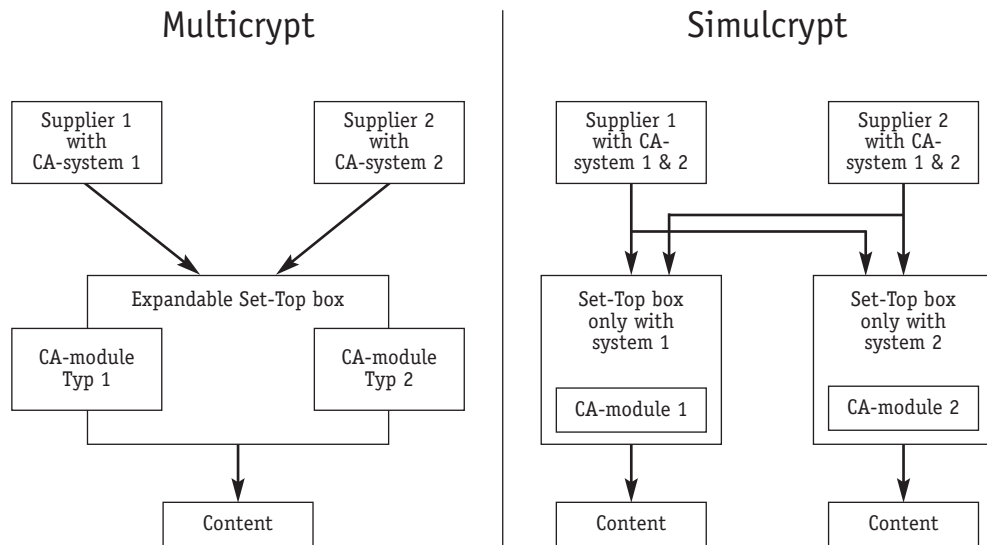 Multicrypt
Supplier 1
with
CA-system 1
Supplier 2
with
CA-system 2
Expandable Set-Top box
CA-module
Typ 1
CA-module
Typ 2
Content
Simulcrypt
Supplier 1
with CA-
system 1 & 2
Supplier 2
with CA-
system 1 & 2
Set-Top box
only with
system 1
CA-module 1
Set-Top box
only with
system 2
CA-module 2
Content
Content